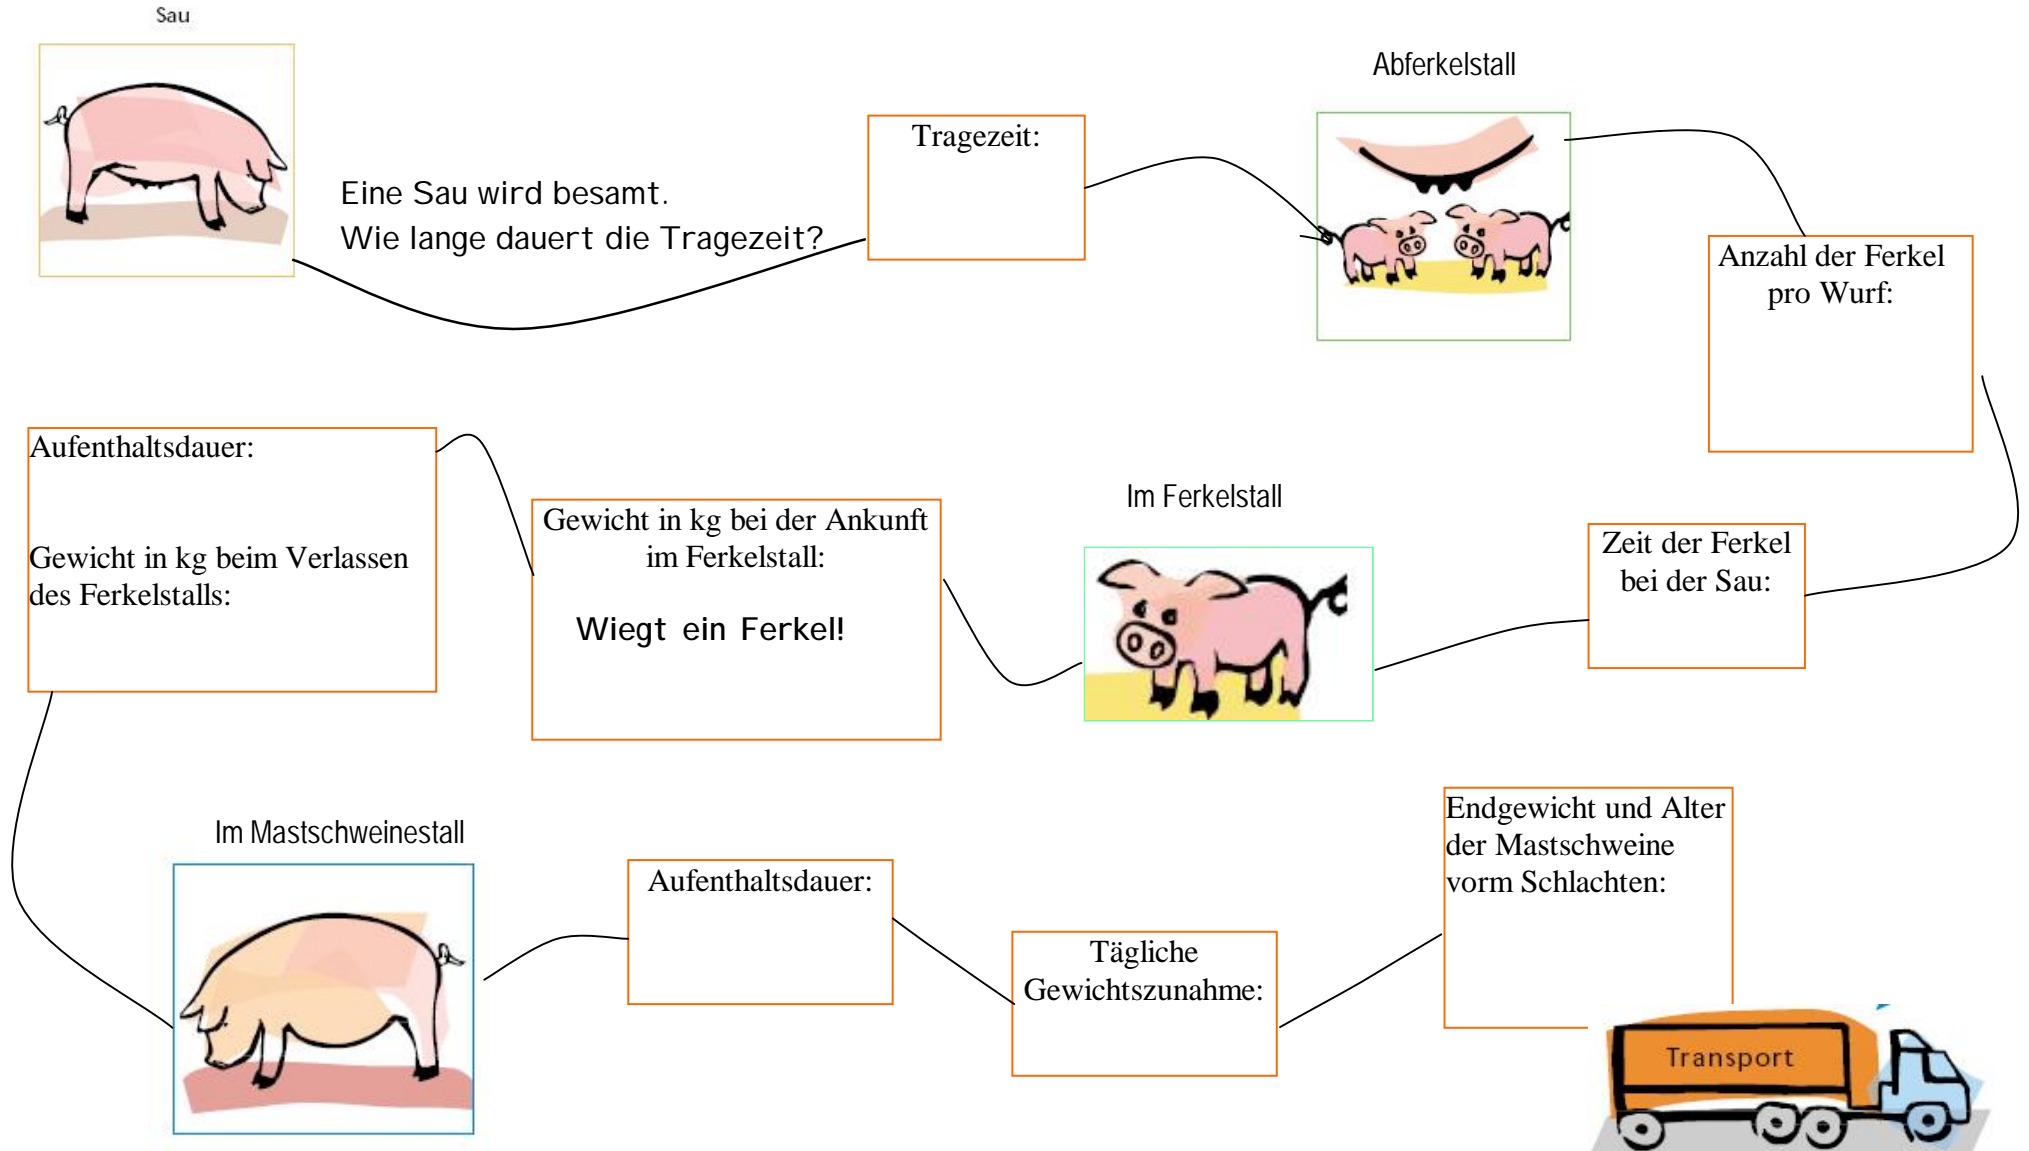 Sau
Eine Sau wird besamt.
Wie lange dauert die Tragezeit?
Tragezeit:
Abferkelstall
Anzahl der Ferkel
pro Wurf:
Zeit der Ferkel
bei der Sau:
Im Ferkelstall
Gewicht in kg bei der Ankunft
im Ferkelstall:
Wiegt ein Ferkel!
Aufenthaltsdauer:
Gewicht in kg beim Verlassen
des Ferkelstalls:
Im Mastschweinestall
Aufenthaltsdauer:
Tägliche
Gewichtszunahme:
Endgewicht und Alter
der Mastschweine
vorm Schlachten:
Transport